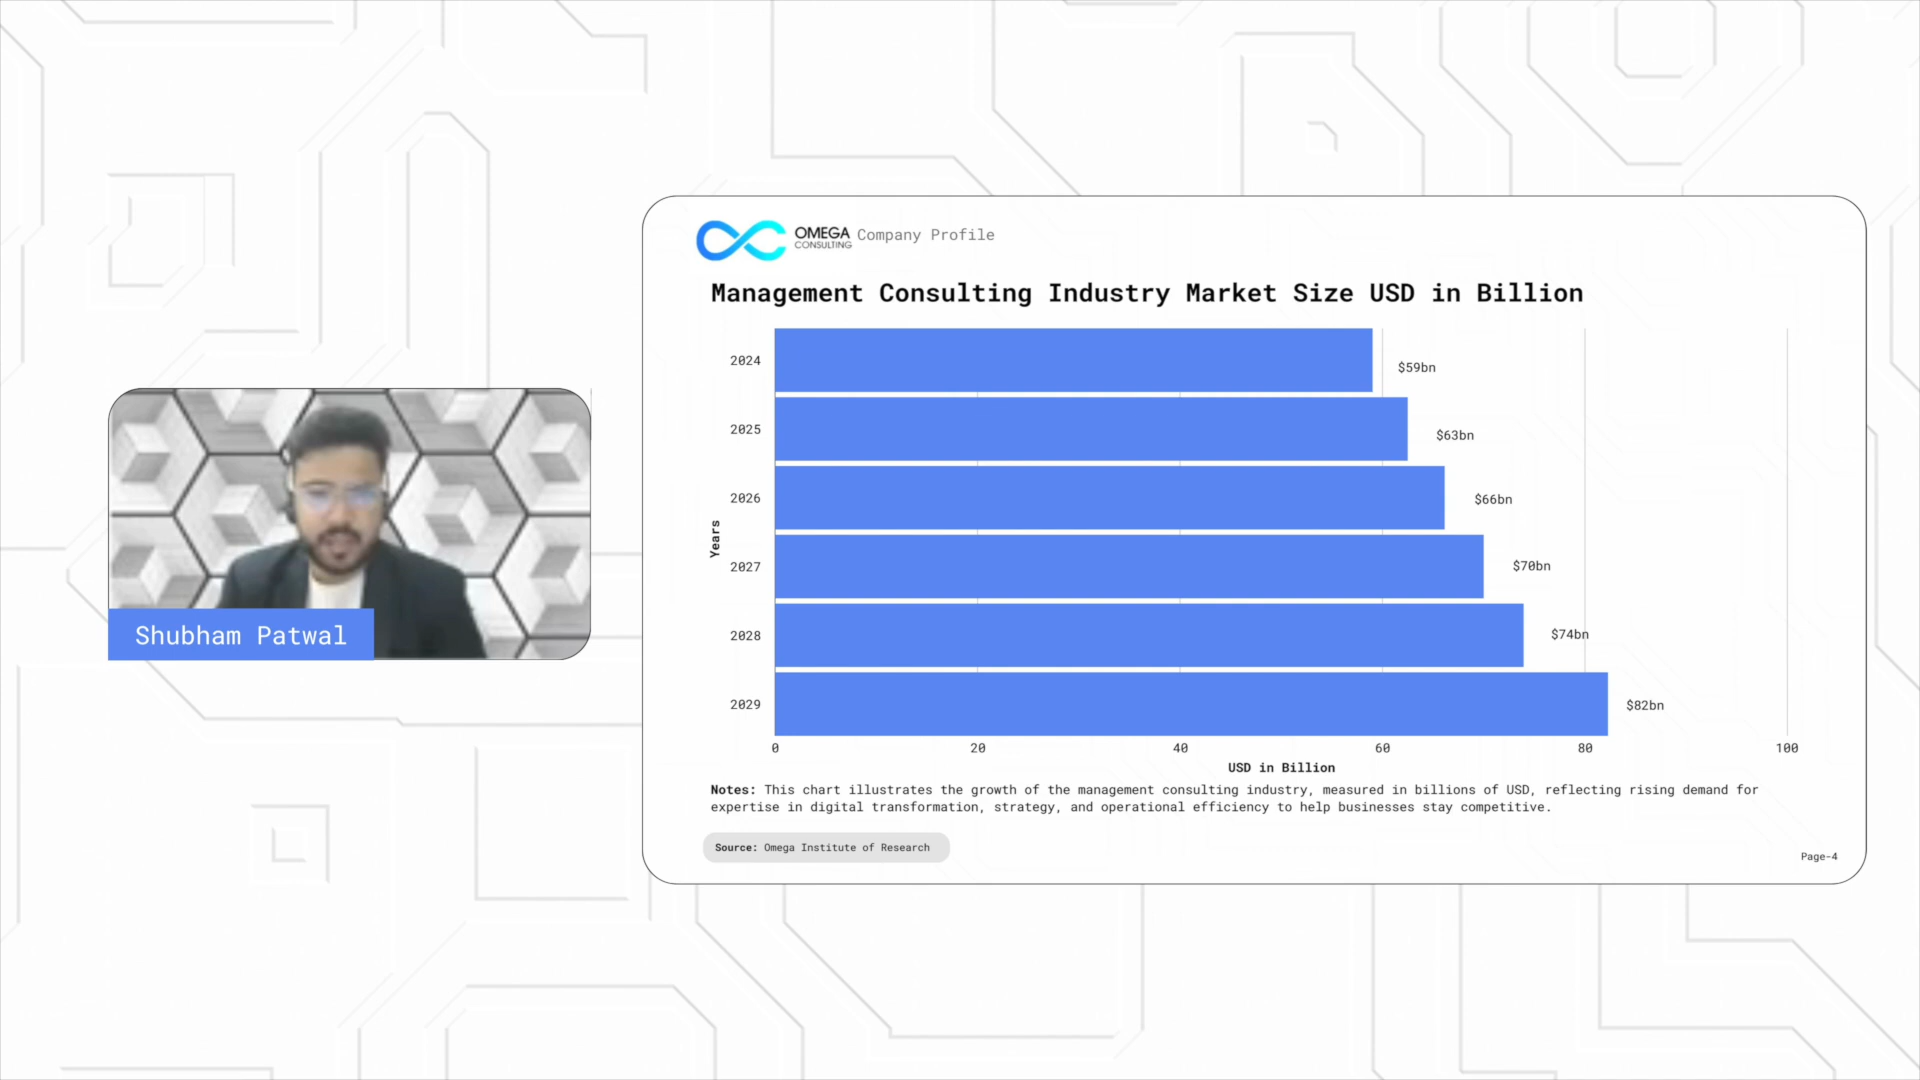 OMEGA
CONSULTING
Company Profile
Management Consulting Industry Market Size USD in Billion
Years
2024
$59bn
2025
$63bn
2026
$66bn
2027
$70bn
2028
$74bn
2029
$82bn
0 20 40 60 80 100
USD in Billion
Notes: This chart illustrates the growth of the management consulting industry, measured in billions of USD, reflecting rising demand for
expertise in digital transformation, strategy, and operational efficiency to help businesses stay competitive.
Source: Omega Institute of Research
Page-4
Shubham Patwal